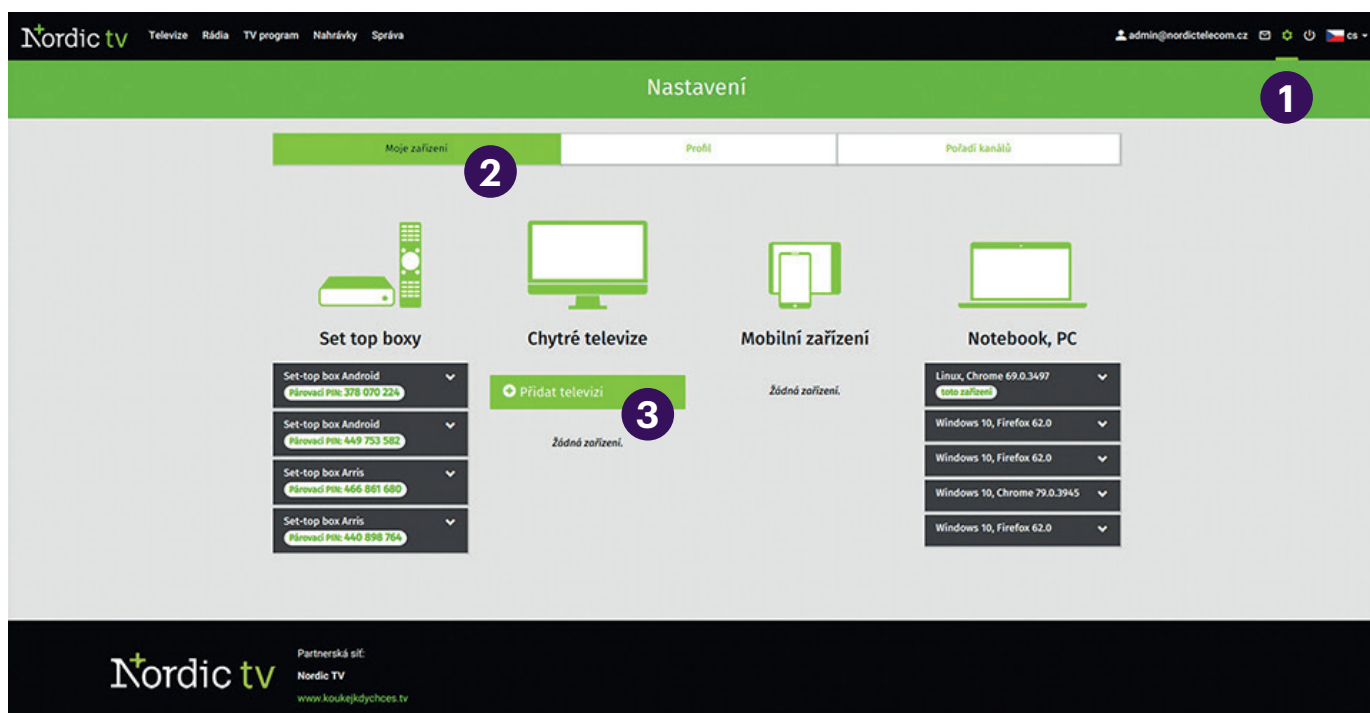 Nordic tv Televize Rádia TV program Nahrávky Správa admin@nordictelecom.cz cs
Nastavení
1
Moje zařízení Profil Pořadí kanálů
2
Set top boxy
Set-top box Android
Párovací PIN: 378 070 224
Set-top box Android
Párovací PIN: 449 753 582
Set-top box Arris
Párovací PIN: 466 861 680
Set-top box Arris
Párovací PIN: 440 898 764
Chytré televize
Přidat televizi
3
Žádná zařízení.
Mobilní zařízení
Žádná zařízení.
Notebook, PC
Linux, Chrome 69.0.3497
toto zařízení
Windows 10, Firefox 62.0
Windows 10, Firefox 62.0
Windows 10, Chrome 79.0.3945
Windows 10, Firefox 62.0
Nordic tv
Partnerská síť:
Nordic TV
www.koukejkdychces.tv